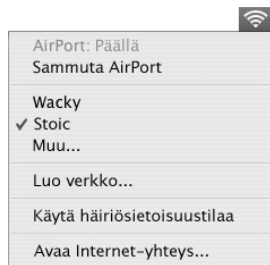 AirPort: Päällä
Sammuta AirPort
Wacky
✓ Stoic
Muu...
Luo verkko...
Käytä häiriösietoisuustilaa
Avaa Internet-yhteys...